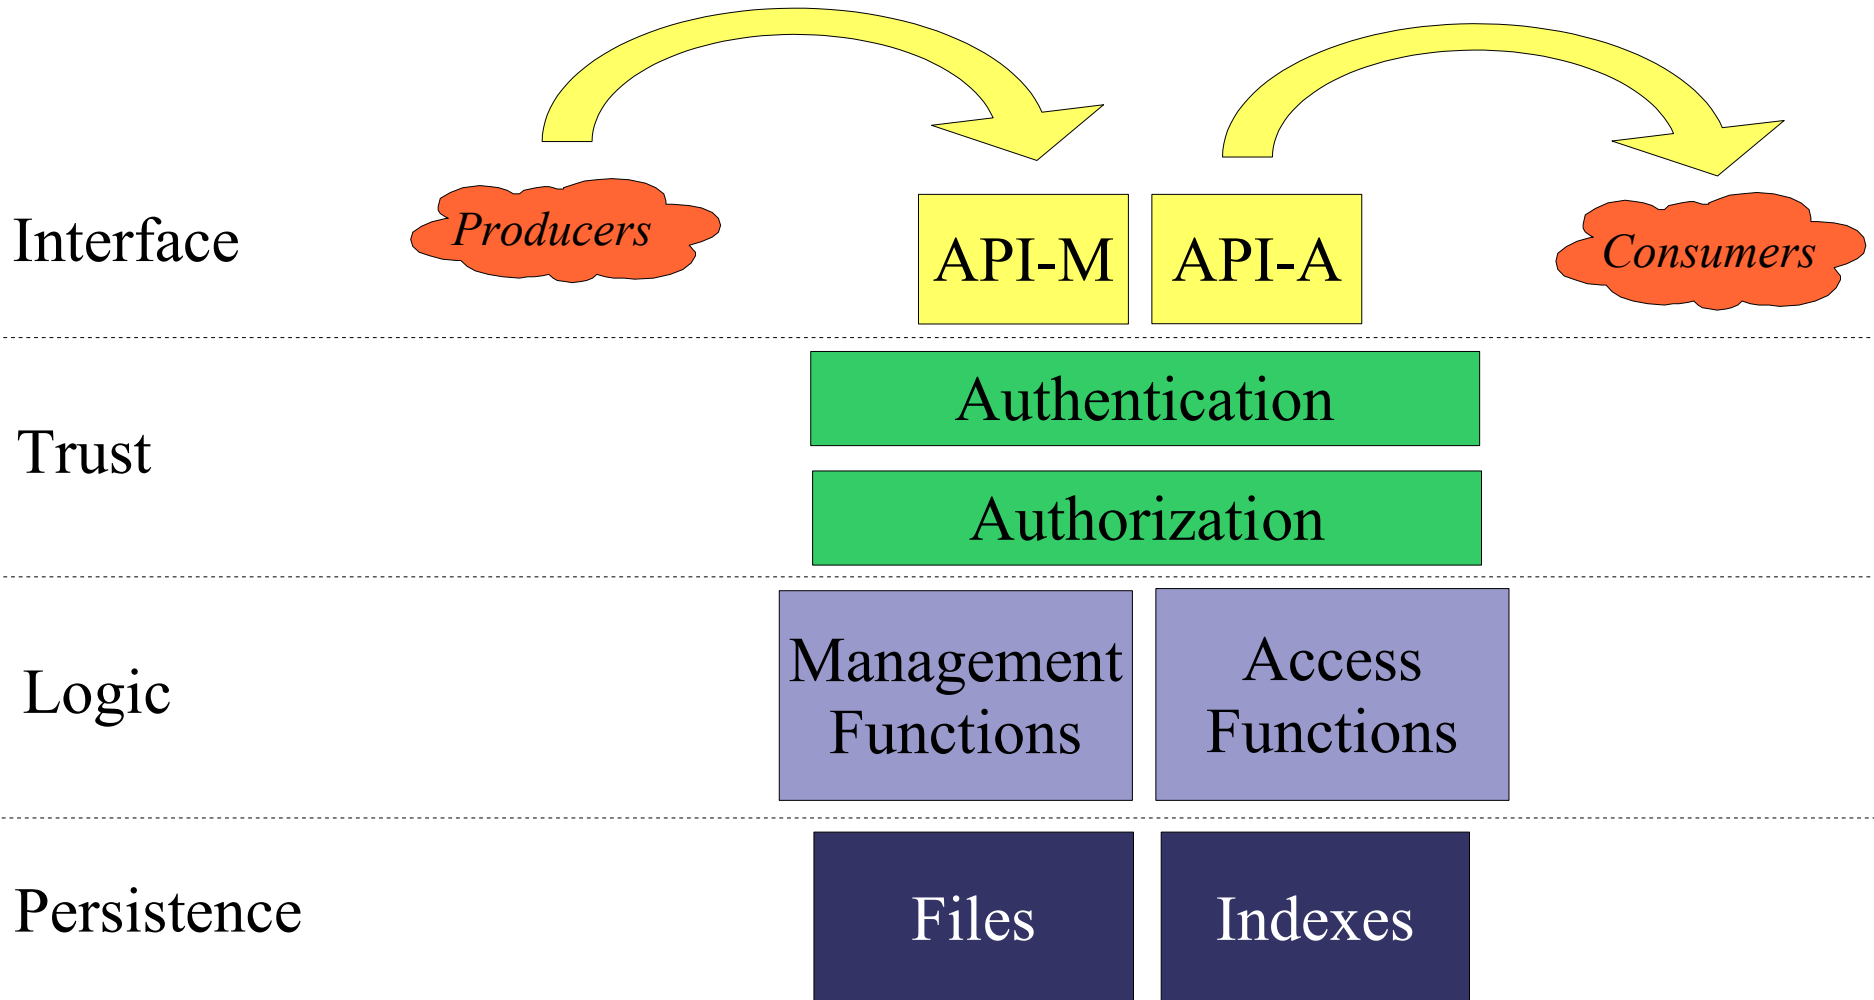 Interface
Producers
API-M
API-A
Consumers
Trust
Authentication
Authorization
Logic
Management
Functions
Access
Functions
Persistence
Files
Indexes